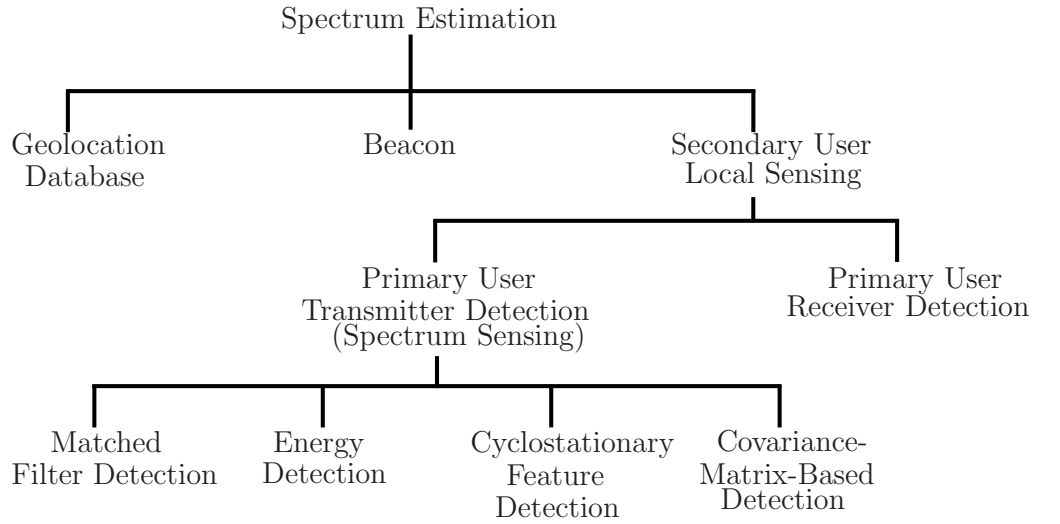 Spectrum Estimation
Geolocation
Database
Beacon
Secondary User
Local Sensing
Primary User
Transmitter Detection
(Spectrum Sensing)
Primary User
Receiver Detection
Matched
Filter Detection
Energy
Detection
Cyclostationary
Feature
Detection
Covariance-
Matrix-Based
Detection